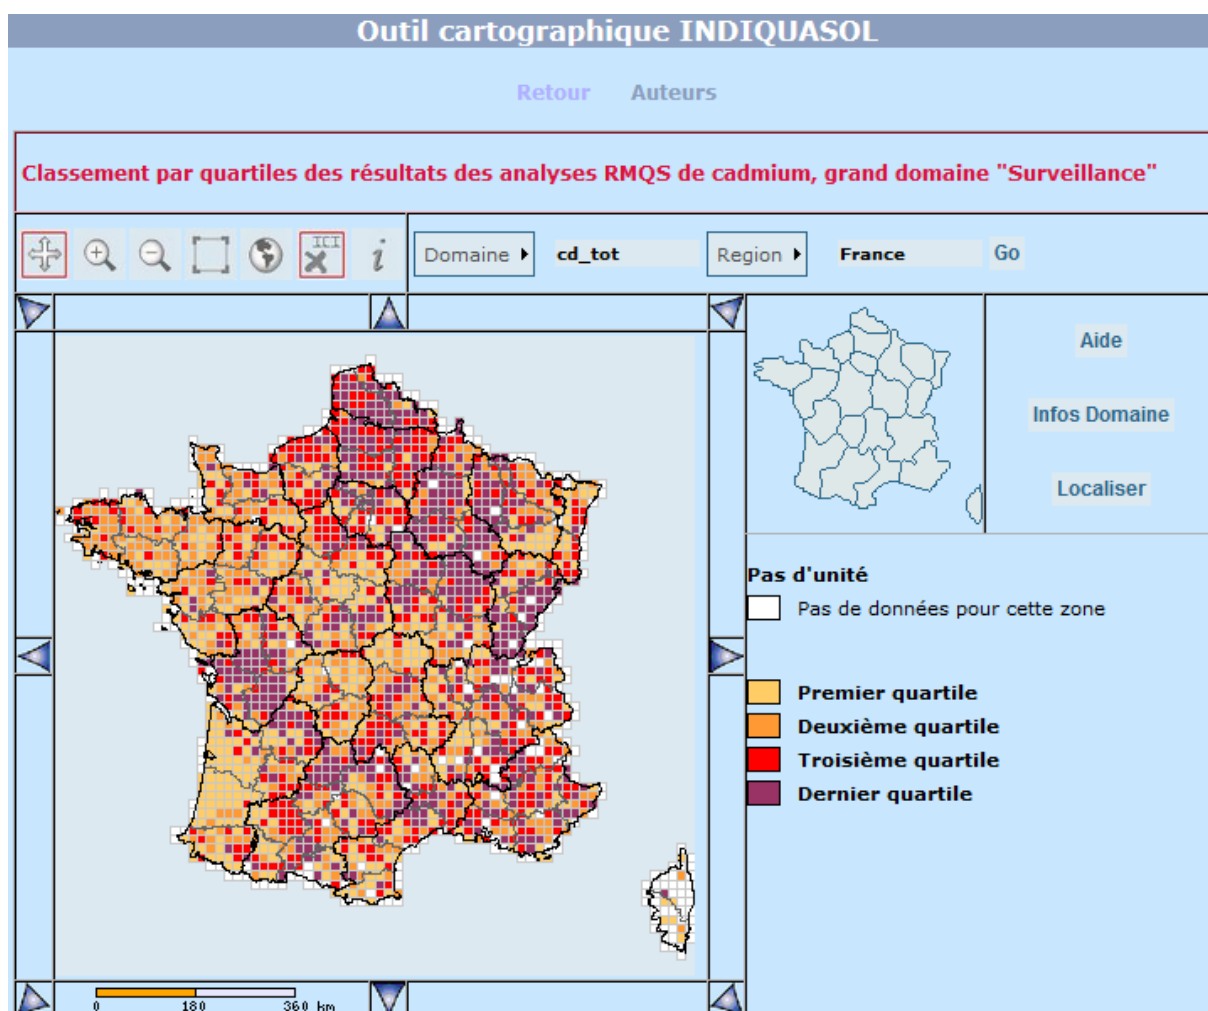 Outil cartographique INDIQUASOL
Retour Auteurs
Classement par quartiles des résultats des analyses RMQS de cadmium, grand domaine "Surveillance"
ICI
i
Domaine cd_tot Region France Go
Aide
Infos Domaine
Localiser
Pas d'unité
Pas de données pour cette zone
Premier quartile
Deuxième quartile
Troisième quartile
Dernier quartile
0 180 360 km